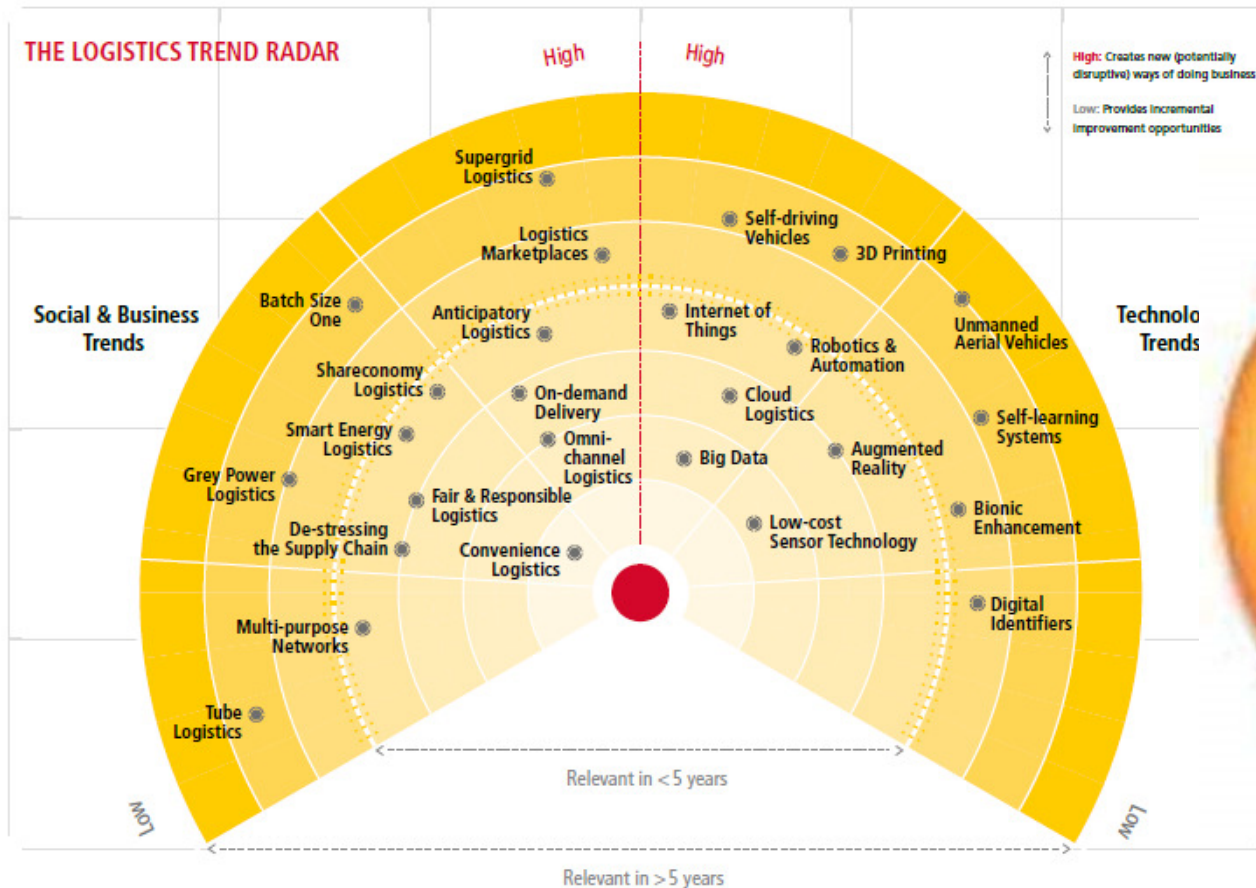 THE LOGISTICS TREND RADAR
High
High
High: Creates new (potentially
disruptive) ways of doing business
Low: Provides incremental
improvement opportunities
Social & Business
Trends
Technolo
Trends
Supergrid
Logistics
Logistics
Marketplaces
Batch Size
One
Anticipatory
Logistics
Shareconomy
Logistics
On-demand
Delivery
Smart Energy
Logistics
Omni-
channel
Logistics
Grey Power
Logistics
Fair & Responsible
Logistics
De-stressing
the Supply Chain
Convenience
Logistics
Multi-purpose
Networks
Tube
Logistics
Self-driving
Vehicles
3D Printing
Unmanned
Aerial Vehicles
Internet of
Things
Robotics &
Automation
Cloud
Logistics
Self-learning
Systems
Big Data
Augmented
Reality
Low-cost
Sensor Technology
Bionic
Enhancement
Digital
Identifiers
Low
Low
Relevant in < 5 years
Relevant in > 5 years